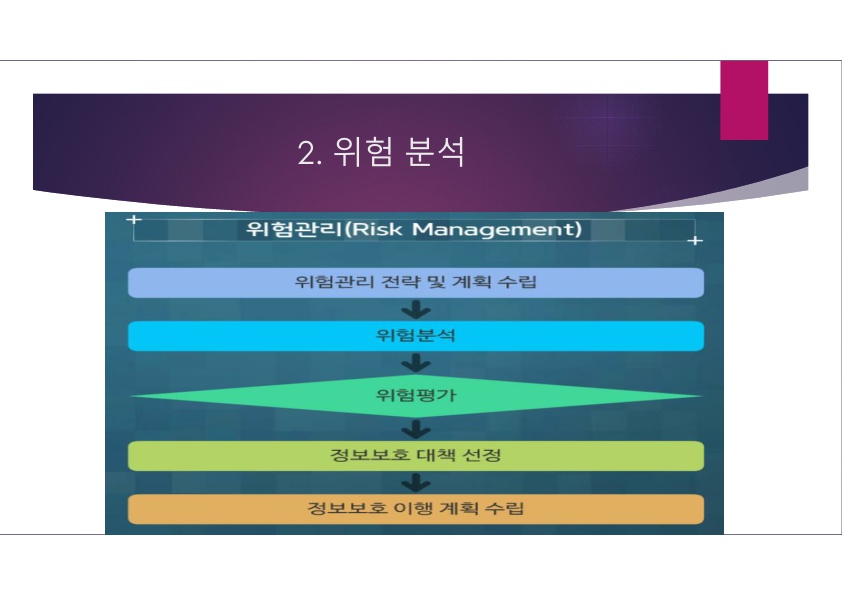 2. 위험 분석
위험관리(Risk Management)
위험관리 전략 및 계획 수립
위험분석
위험평가
정보보호 대책 선정
정보보호 이행 계획 수립